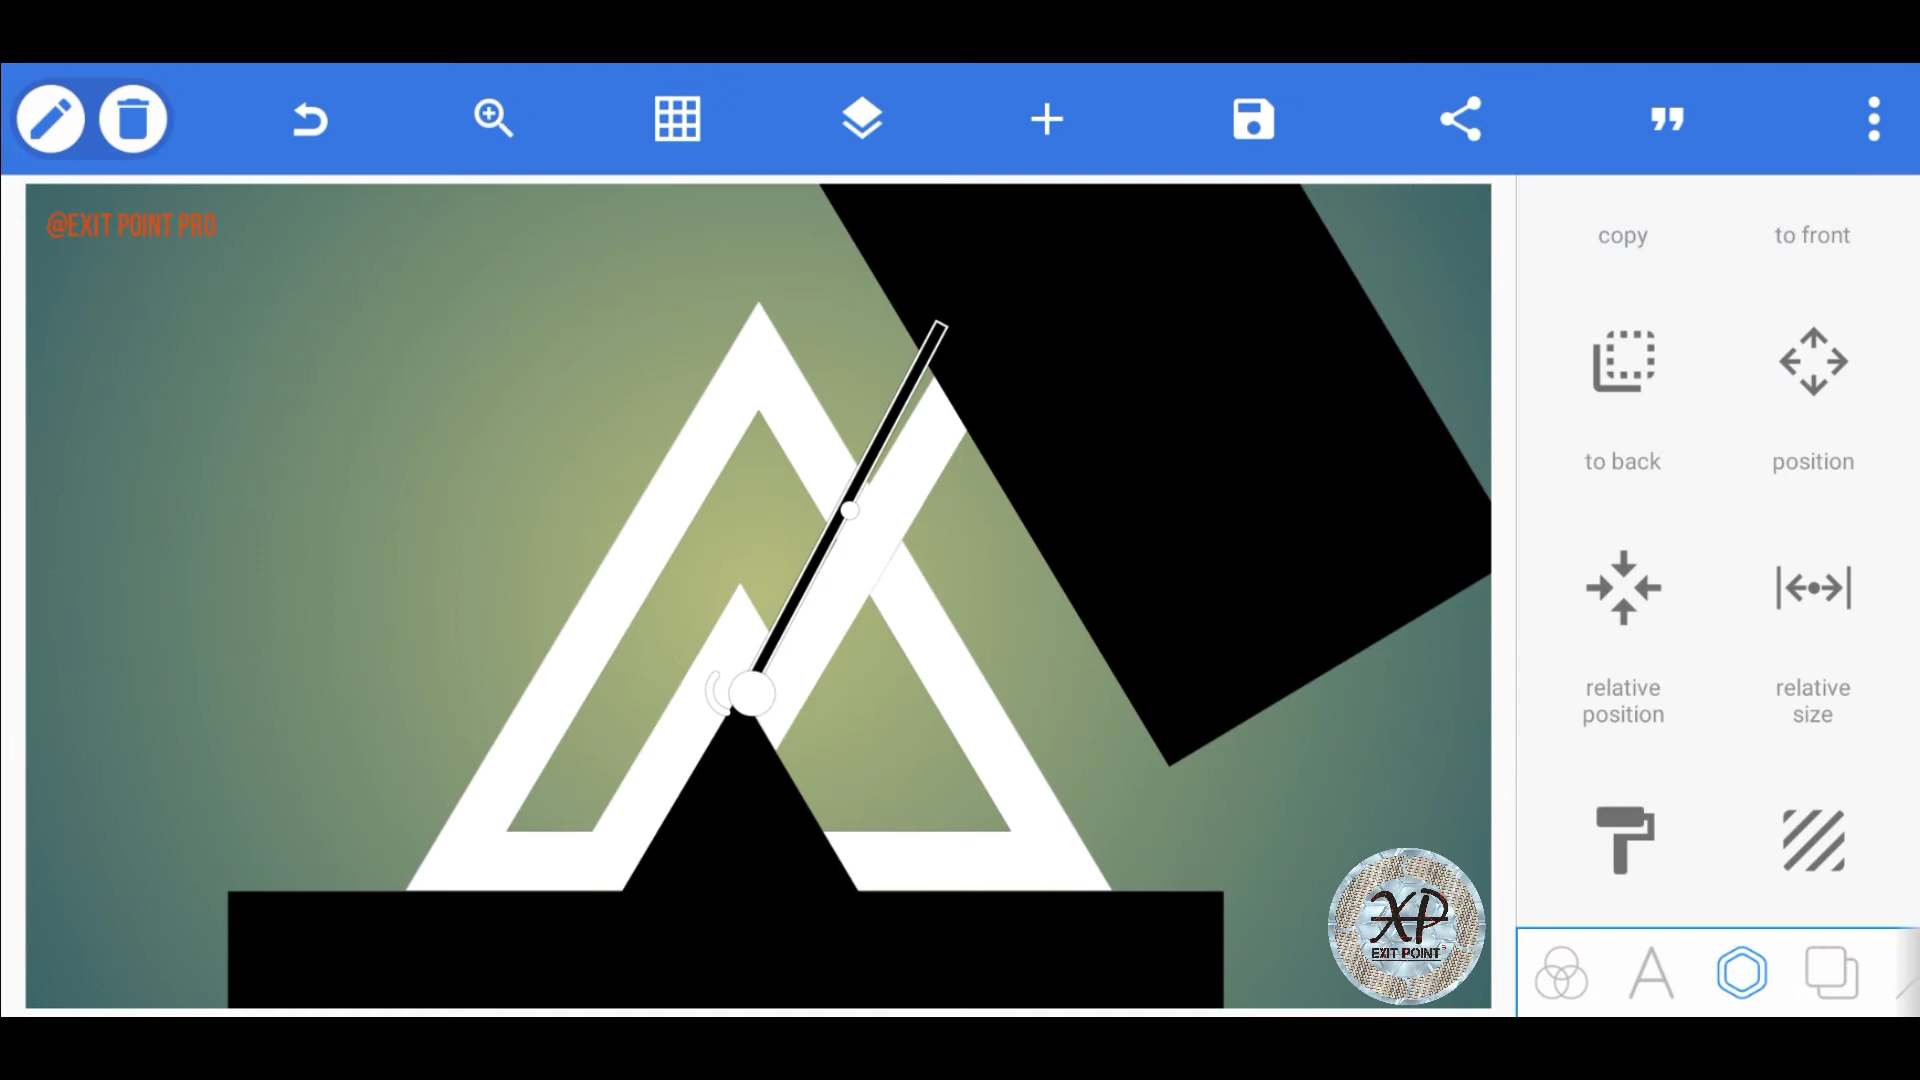 @EXIT POINT PRO
copy
to front
to back
position
relative
position
relative
size
XP
EXIT POINT